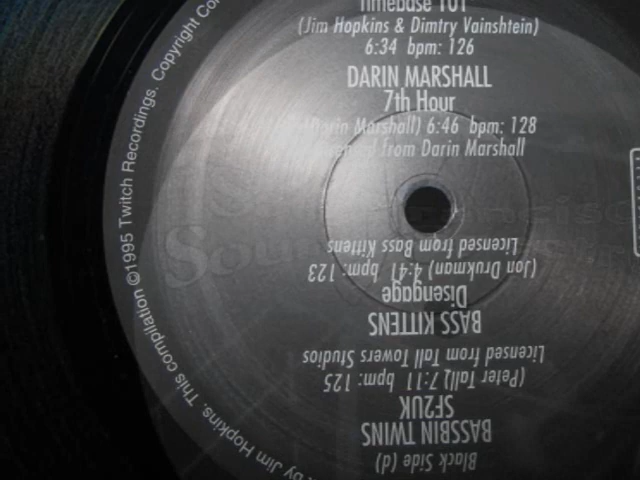 Timebase 101
(Jim Hopkins & Dimtry Vainshtein)
6:34 bpm: 126
DARIN MARSHALL
7th Hour
(Darin Marshall) 6:46 bpm: 128
from Darin Marshall
Black Side (d)
BASSBIN TWINS
SF2UK
(Peter Tall) 7:11 bpm: 125
Licensed from Tall Towers Studios
BASS KITTENS
Disengage
(Jon Drukman) 4:41 bpm: 123
Licensed from Bass Kittens
by Jim Hopkins. This compilation ©1995 Twitch Recordings. Copyright